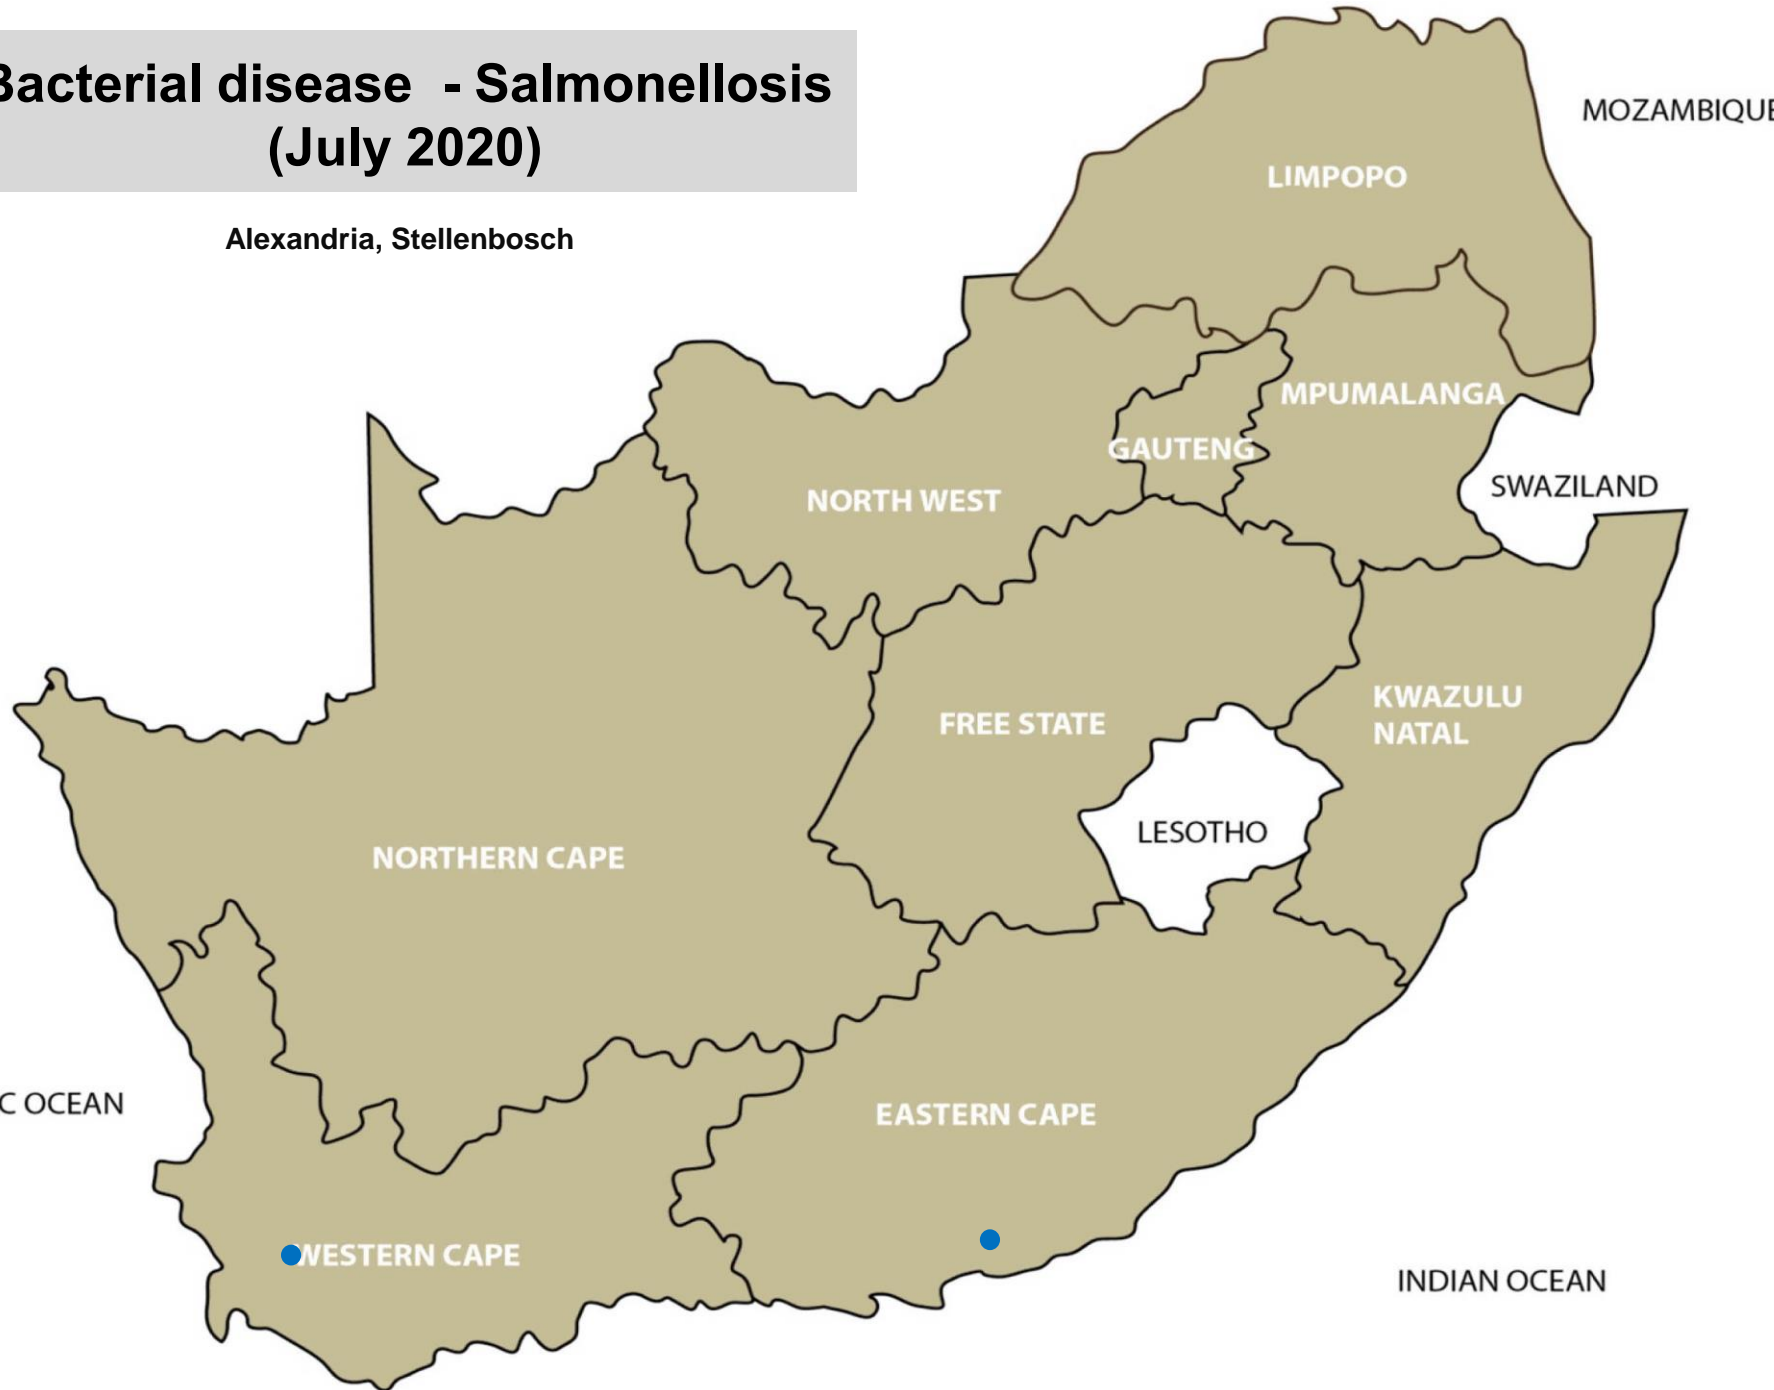 Bacterial disease - Salmonellosis
(July 2020)
Alexandria, Stellenbosch
MOZAMBIQUE
LIMPOPO
MPUMALANGA
GAUTENG
SWAZILAND
NORTH WEST
KWAZULU
NATAL
FREE STATE
LESOTHO
NORTHERN CAPE
C OCEAN
EASTERN CAPE
WESTERN CAPE
INDIAN OCEAN